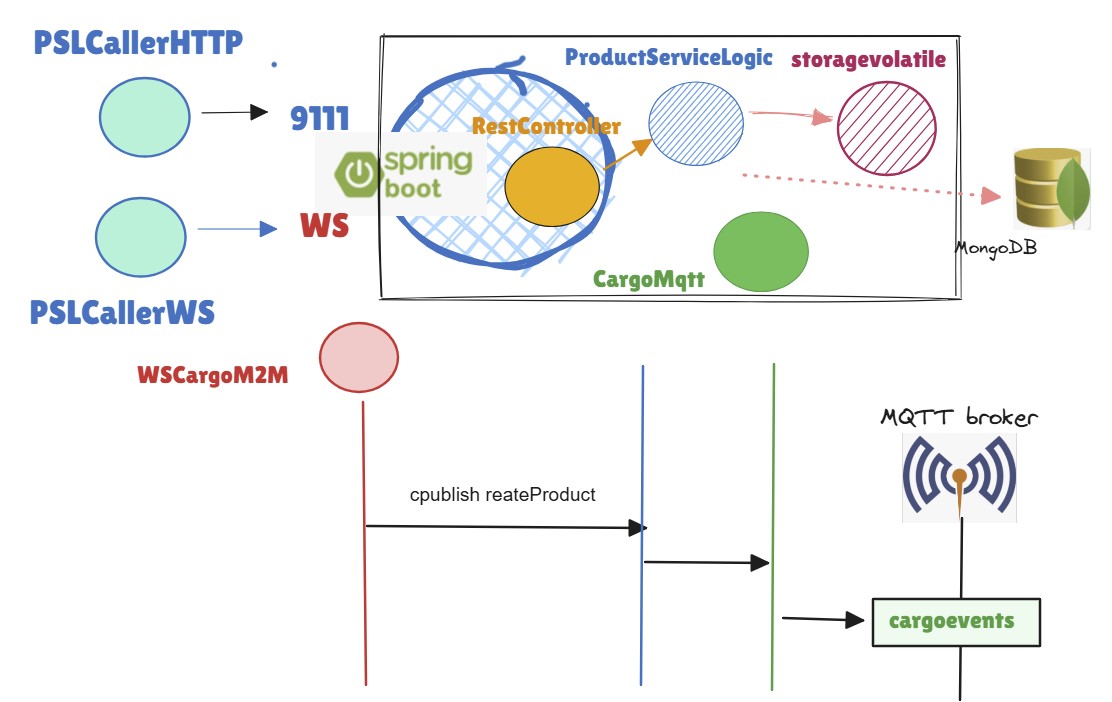 PSLCallerHTTP
ProductServiceLogic
storagevolatile
9111
RestController
spring
boot
WS
MongoDB
CargoMqtt
PSLCallerWS
WSCargoM2M
MQTT broker
cpublish reateProduct
cargoevents